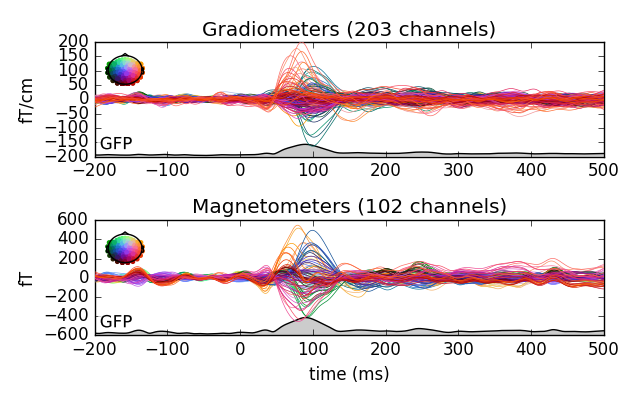 Gradiometers (203 channels)
200
150
100
50
0
−50
−100
−150
−200
fT/cm
GFP
−200 −100 0 100 200 300 400 500
Magnetometers (102 channels)
600
400
200
0
−200
−400
−600
fT
GFP
−200 −100 0 100 200 300 400 500
time (ms)